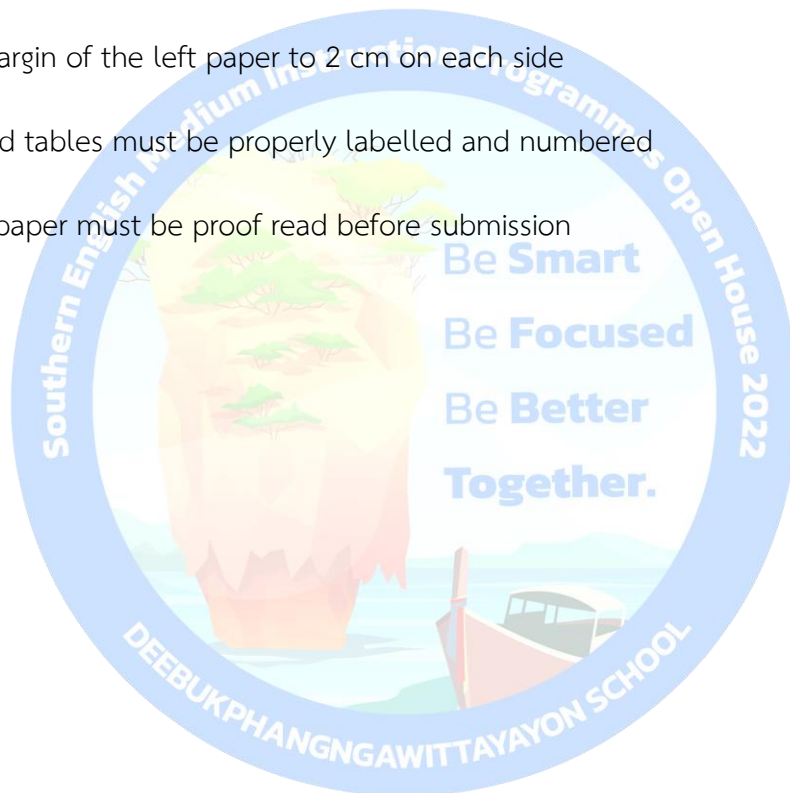 argin of the left paper to 2 cm on each side
d tables must be properly labelled and numbered
paper must be proof read before submission
Southern English Medium Instruction Programmes Open House 2022
Be Smart
Be Focused
Be Better
Together.
DEEBUKPHANGNGAWITTAYAYON SCHOOL